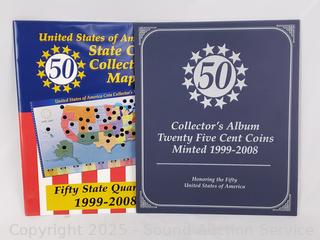 United States of Am
State C
50
Collect
Map
United States of America Coin Collector's
Fifty State Quar
1999-2008
50
Collector's Album
Twenty Five Cent Coins
Minted 1999-2008
Honoring the Fifty
United States of America
Copyright 2025 - Sound Auction Service